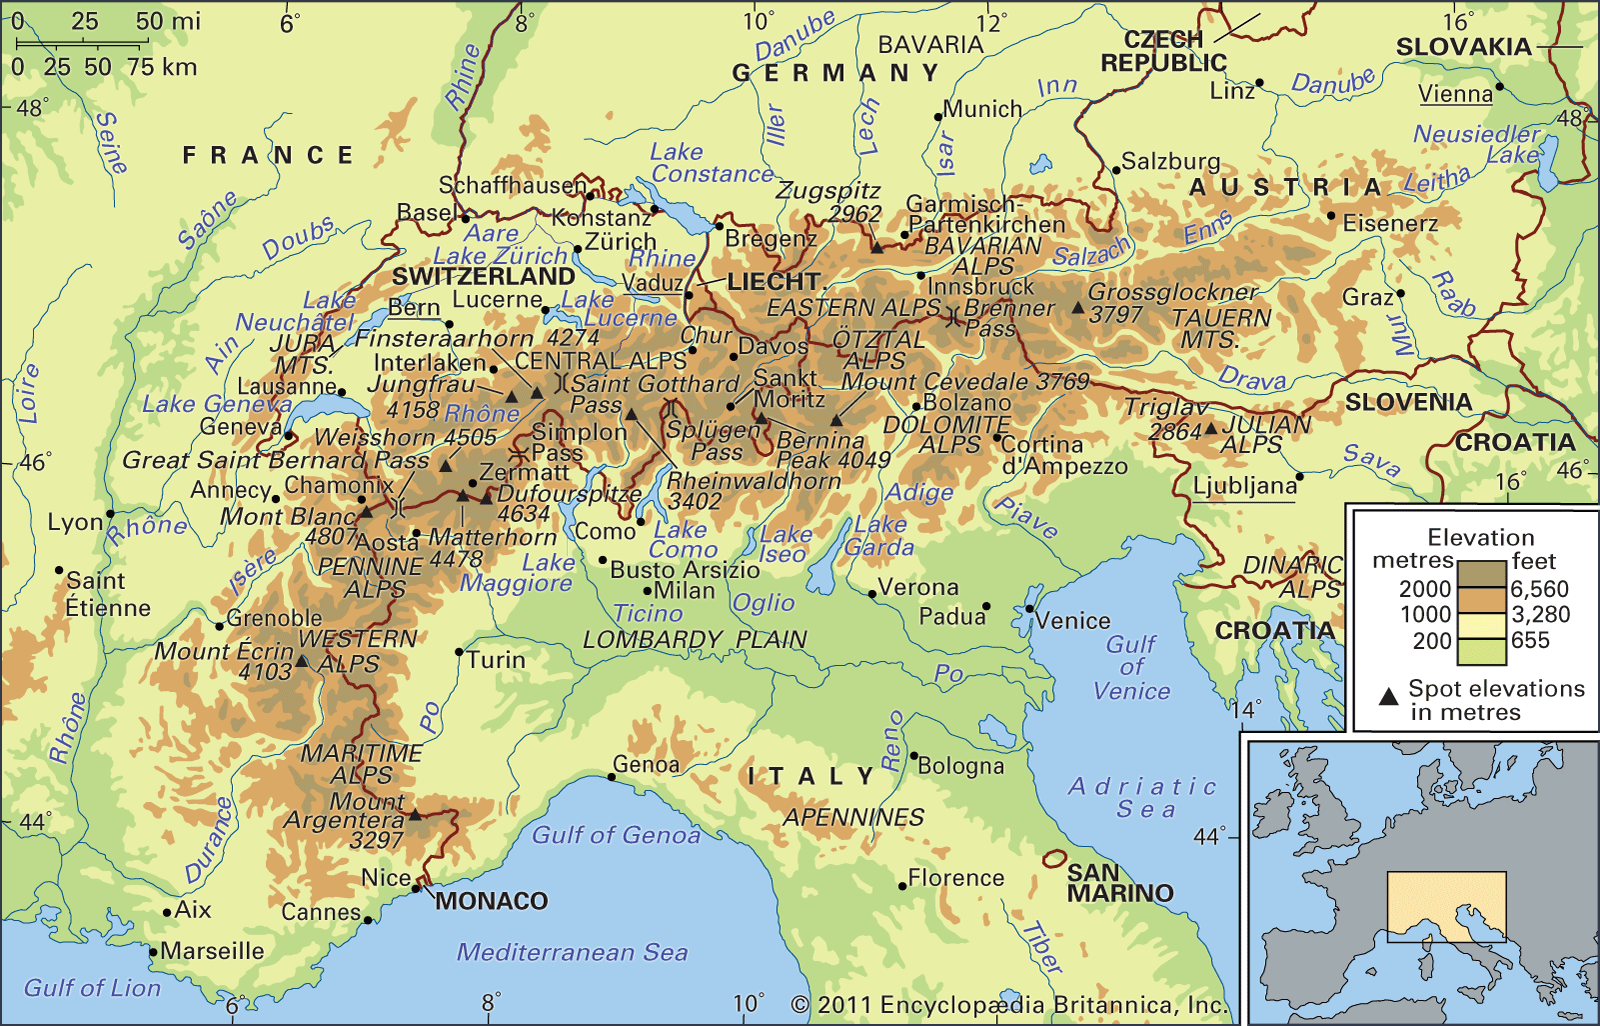 0 25 50 mi
0 25 50 75 km
6°
8°
10°
12°
16°
48°
Seine
Rhine
Danube
BAVARIA
GERMANY
CZECH
REPUBLIC
SLOVAKIA
Linz
Danube
Vienna
48°
Inn
Iller
Lech
Isar
Munich
Neusiedler
Lake
FRANCE
Lake
Constance
Salzburg
AUSTRIA
Leitha
Saône
Doubs
Schaffhausen
Basel
Konstanz
Zugspitz
2962
Garmisch-
Partenkirchen
Enns
Eisenerz
Aare
Zürich
Lake Zürich
Rhine
Bregenz
BAVARIAN
ALPS
Salzach
SWITZERLAND
Vaduz
LIECHT.
Innsbruck
Grossglockner
3797
Graz
Raab
Lake
Neuchâtel
Bern
Lucerne
Lake
Lucerne
EASTERN ALPS
Brenner
Pass
TAUERN
MTS.
Mur
Ain
JURA
MTS.
Finsteraarhorn 4274
Chur
Davos
ÖTZTAL
ALPS
Loire
Interlaken
CENTRAL ALPS
Lausanne
Jungfrau
4158
Saint Gotthard
Pass
Sankt
Moritz
Mount Cevedale 3769
Drava
SLOVENIA
Lake Geneva
Geneva
Rhône
Bolzano
Triglav
2864
JULIAN
ALPS
CROATIA
Weisshorn 4505
Simplon
Pass
Splügen
Pass
Bernina
Peak 4049
DOLOMITE
ALPS
Cortina
d'Ampezzo
Sava
46°
Great Saint Bernard Pass
Zermatt
Rheinwaldhorn
3402
16° 46°
Annecy
Chamonix
Dufourspitze
4634
Adige
Ljubljana
Lyon
Rhône
Mont Blanc
4807
Aosta
Matterhorn
4478
Como
Lake
Como
Lake
Iseo
Lake
Garda
Piave
Isère
PENNINE
ALPS
Lake
Maggiore
Busto Arsizio
Milan
DINARIC
ALPS
Saint
Étienne
Ticino
Oglio
Verona
Padua
Venice
Grenoble
LOMBARDY PLAIN
CROATIA
Mount Écrin
4103
WESTERN
ALPS
Turin
Po
Gulf
of
Venice
Rhône
Po
Reno
14°
MARITIME
ALPS
Genoa
ITALY
Bologna
Adriatic
Sea
Mount
Argentera
3297
APENNINES
44°
44°
Durance
Gulf of Genoa
Nice
MONACO
Florence
SAN
MARINO
Aix
Cannes
Marseille
Mediterranean Sea
Tiber
Gulf of Lion
6°
8°
10°
© 2011 Encyclopædia Britannica, Inc.
Elevation
metres feet
2000 6,560
1000 3,280
200 655
Spot elevations
in metres